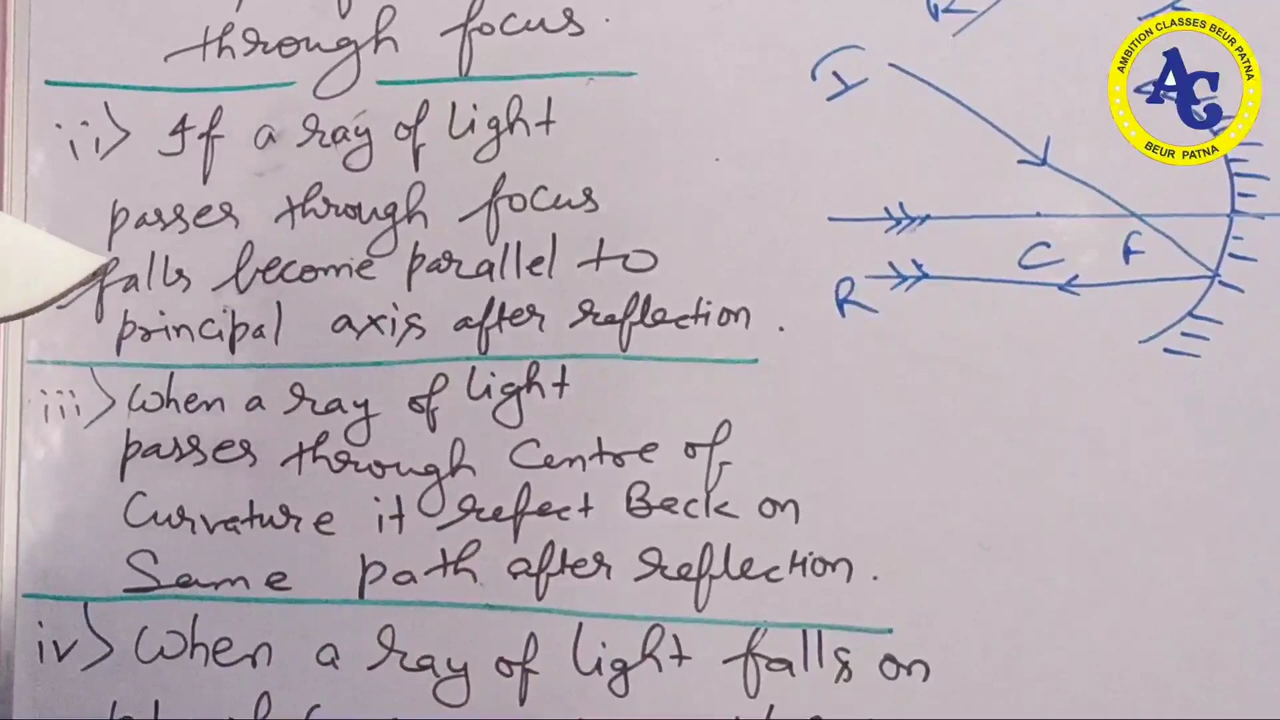 through focus.
ii> If a ray of light
passes through focus
falls become parallel to
principal axis after reflection.
iii> When a ray of light
passes through Centre of
Curvature it refect Beck on
Same path after reflection.
iv> When a ray of light falls on
I
C F
R
AMBITION CLASSES BEUR PATNA
AC
BEUR PATNA